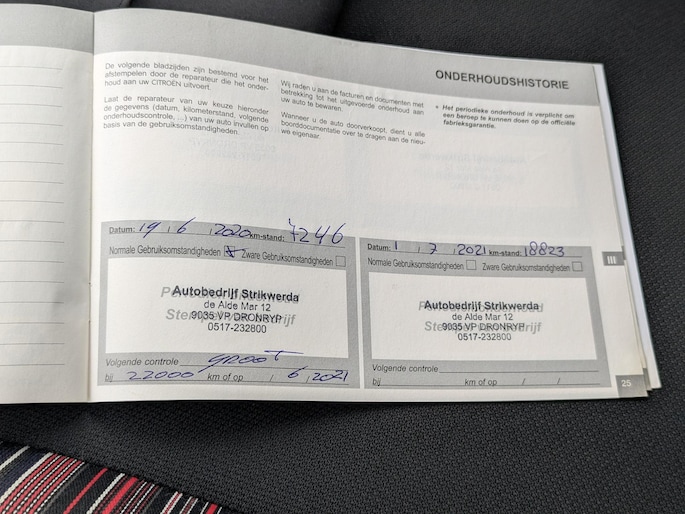 ONDERHOUDSHISTORIE
De volgende bladzijden zijn bestemd voor het
afstempelen door de reparateur die het onder-
houd aan uw CITROËN uitvoert.
Laat de reparateur van uw keuze hieronder
de gegevens (datum, kilometerstand, volgende
onderhoudscontrole, ...) van uw auto invullen op
basis van de gebruiksomstandigheden.
Wij raden u aan de facturen en documenten met
betrekking tot het uitgevoerde onderhoud aan
uw auto te bewaren.
Wanneer u de auto doorverkoopt, dient u alle
boorddocumentatie over te dragen aan de nieu-
we eigenaar.
Het periodieke onderhoud is verplicht om
een beroep te kunnen doen op de officiële
fabrieksgarantie.
Datum: 19 / 6 / 2020 km-stand: 7246
Normale Gebruiksomstandigheden Zware Gebruiksomstandigheden
Autobedrijf Strikwerda
de Alde Mar 12
9035 VP DRONRYP
0517-232800
Volgende controle GROOT
bij 22000 km of op / 6 / 2021
Datum: 1 / 7 / 2021 km-stand: 18823
Normale Gebruiksomstandigheden Zware Gebruiksomstandigheden
Autobedrijf Strikwerda
de Alde Mar 12
9035 VP DRONRYP
0517-232800
Volgende controle
bij km of op / /
III
25